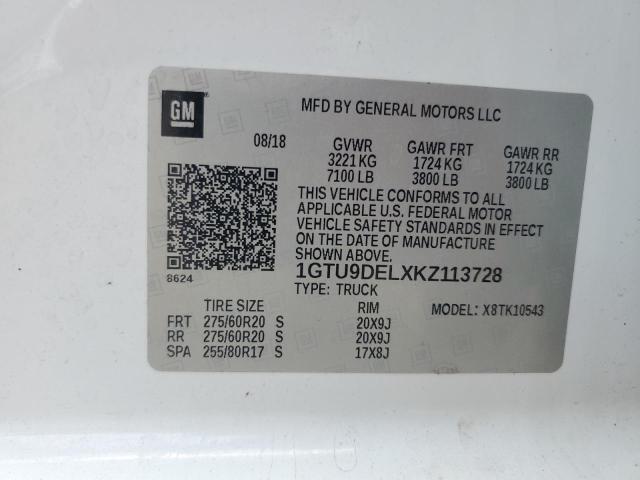 GM
MFD BY GENERAL MOTORS LLC
08/18 GVWR GAWR FRT GAWR RR
3221 KG 1724 KG 1724 KG
7100 LB 3800 LB 3800 LB
THIS VEHICLE CONFORMS TO ALL
APPLICABLE U.S. FEDERAL MOTOR
VEHICLE SAFETY STANDARDS IN EFFECT
ON THE DATE OF MANUFACTURE
SHOWN ABOVE.
8624
1GTU9DELXKZ113728
TYPE: TRUCK
TIRE SIZE RIM MODEL: X8TK10543
FRT 275/60R20 S 20X9J
RR 275/60R20 S 20X9J
SPA 255/80R17 S 17X8J